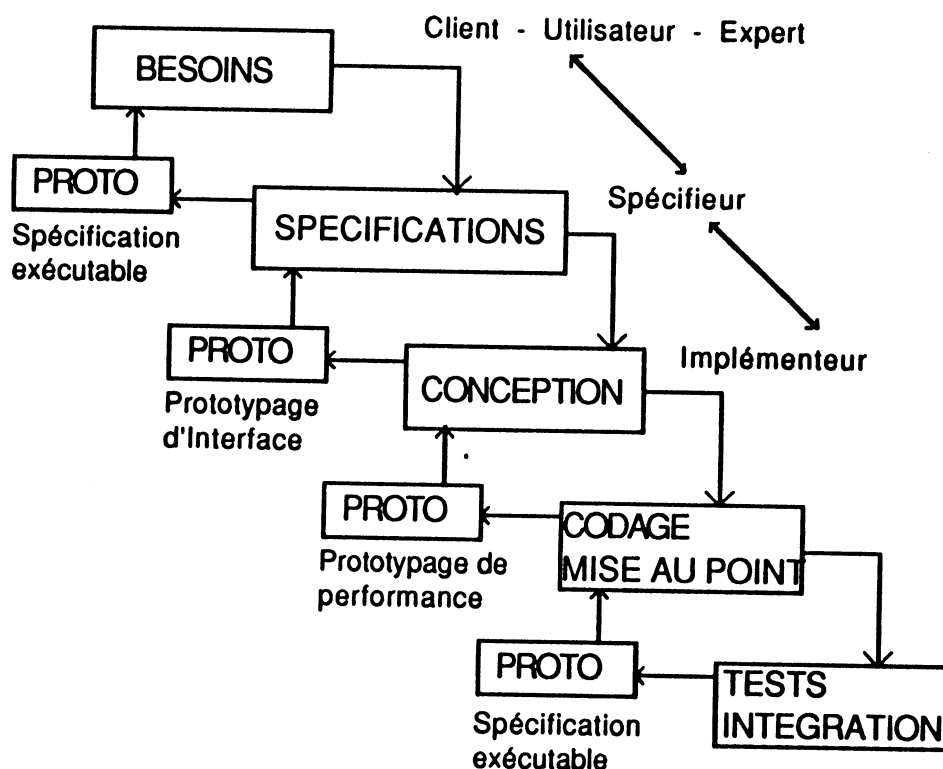 Client - Utilisateur - Expert
BESOINS
PROTO
Spécification
exécutable
Spécifieur
SPECIFICATIONS
PROTO
Prototypage
d'Interface
Implémenteur
CONCEPTION
PROTO
Prototypage de
performance
CODAGE
MISE AU POINT
PROTO
Spécification
exécutable
TESTS
INTEGRATION